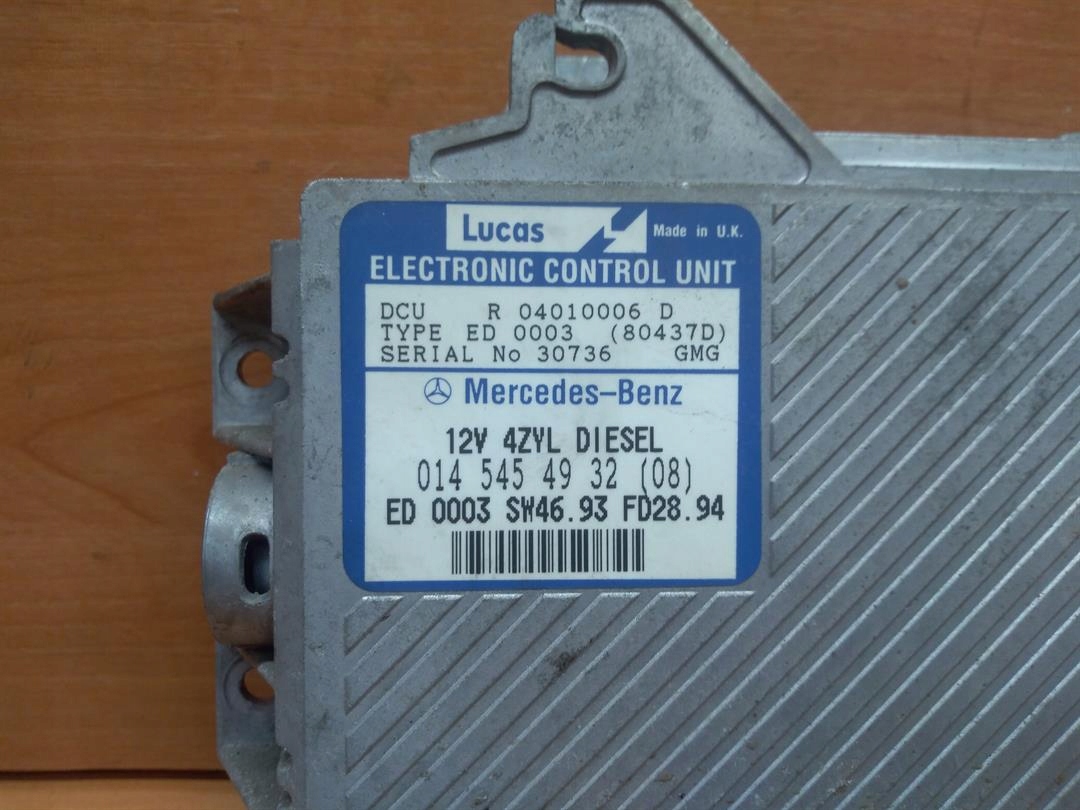 Lucas Made in U.K.
ELECTRONIC CONTROL UNIT
DCU R 04010006 D
TYPE ED 0003 (80437D)
SERIAL No 30736 GMG
Mercedes-Benz
12V 4ZYL DIESEL
014 545 49 32 (08)
ED 0003 SW46.93 FD28.94